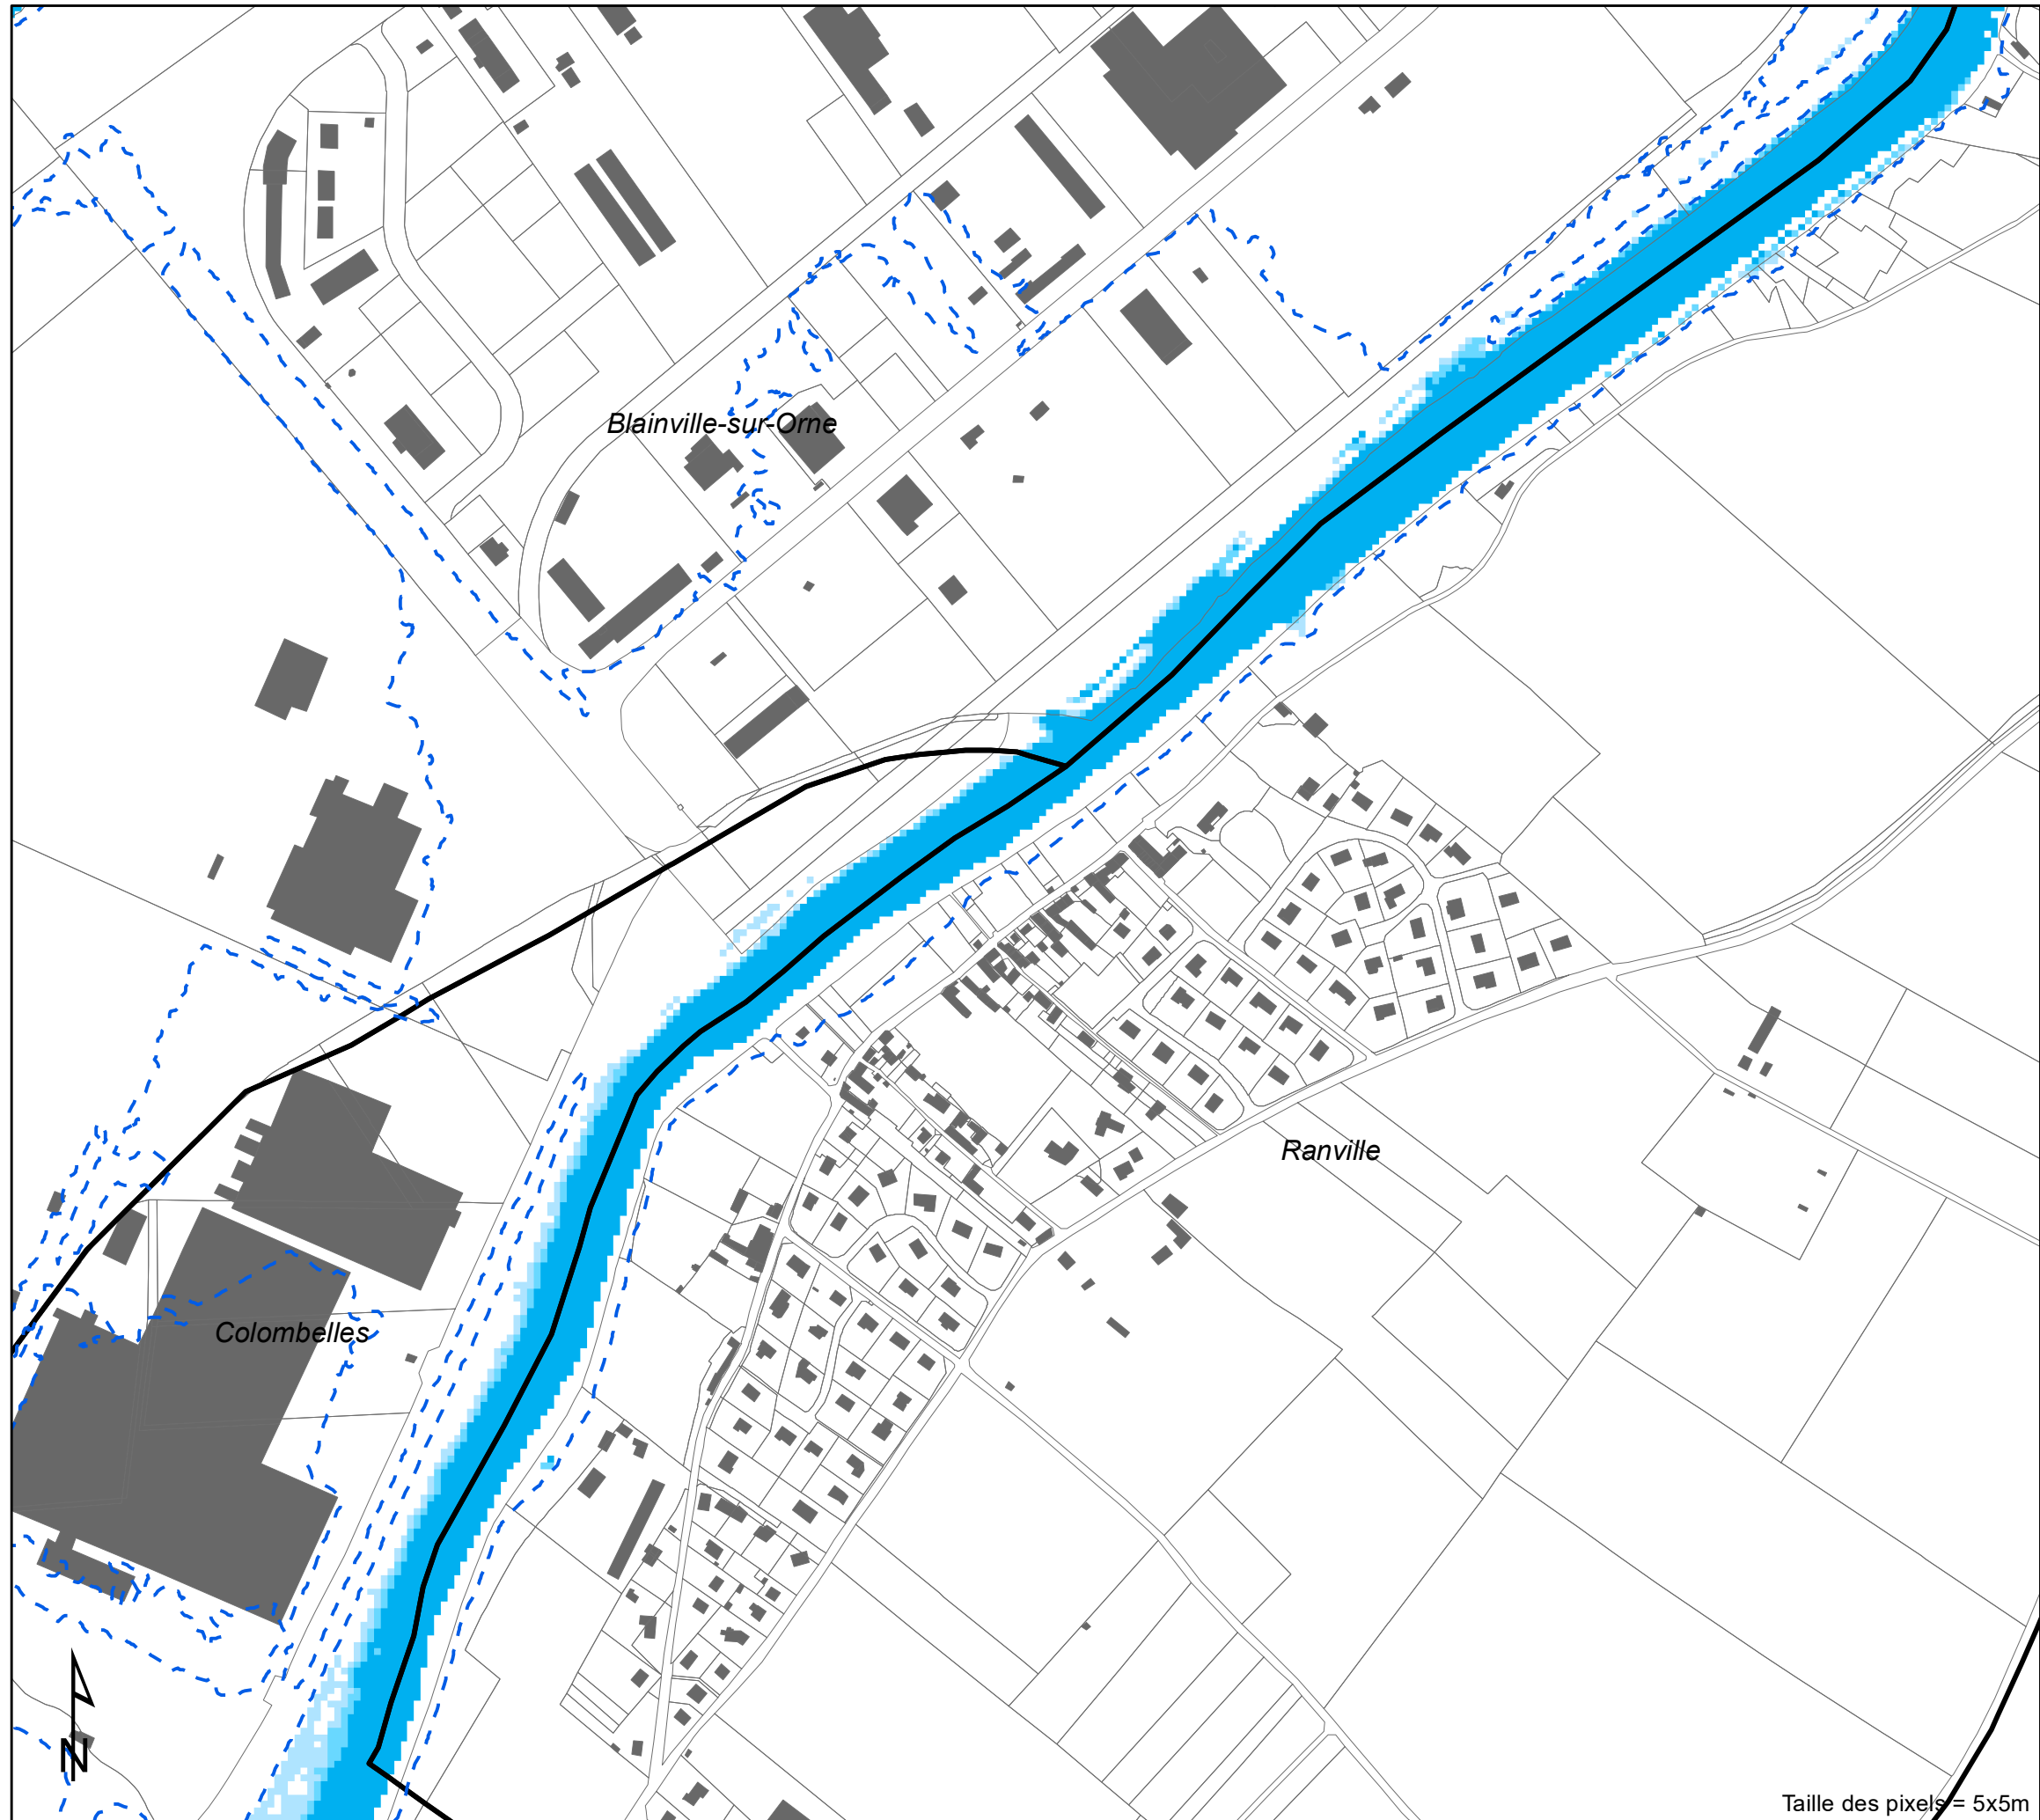 Blainville-sur-Orne
Ranville
Colombelles
N
Taille des pixels = 5x5m